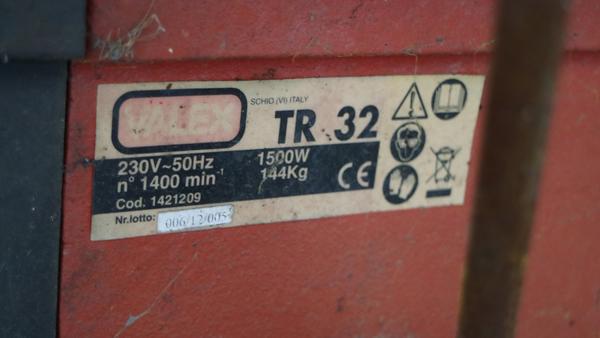 VALEX
SCHIO (VI) ITALY
TR 32
230V~50Hz 1500W
n° 1400 min⁻¹ 144Kg
Cod. 1421209
CE
Nr.lotto: 006/12/005